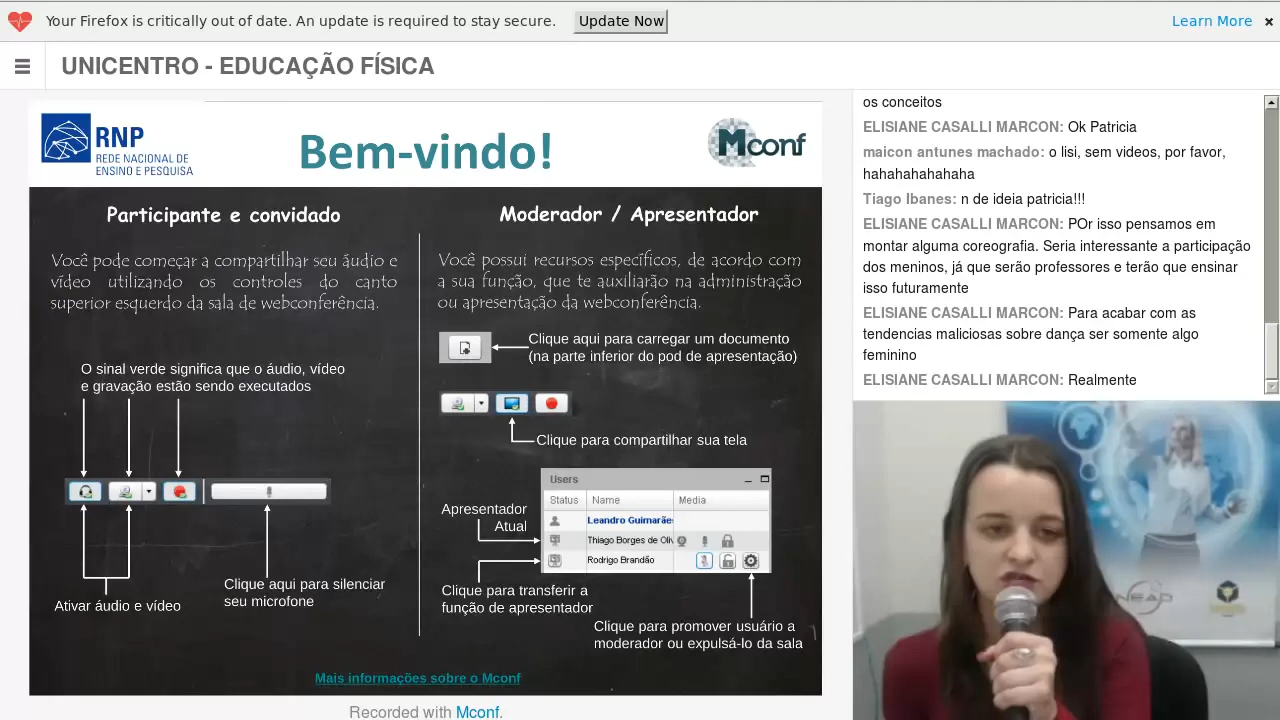 Your Firefox is critically out of date. An update is required to stay secure.
Update Now
Learn More
UNICENTRO - EDUCAÇÃO FÍSICA
RNP
REDE NACIONAL DE
ENSINO E PESQUISA
Bem-vindo!
Mconf
Participante e convidado
Você pode começar a compartilhar seu áudio e
vídeo utilizando os controles do canto
superior esquerdo da sala de webconferência.
O sinal verde significa que o áudio, vídeo
e gravação estão sendo executados
Ativar áudio e vídeo
Clique aqui para silenciar
seu microfone
Moderador / Apresentador
Você possui recursos específicos, de acordo com
a sua função, que te auxiliarão na administração
ou apresentação da webconferência.
Clique aqui para carregar um documento
(na parte inferior do pod de apresentação)
Clique para compartilhar sua tela
Users
Status Name Media
Leandro Guimarães
Thiago Borges de Oliv
Rodrigo Brandão
Apresentador
Atual
Clique para transferir a
função de apresentador
Clique para promover usuário a
moderador ou expulsá-lo da sala
Mais informações sobre o Mconf
Recorded with Mconf.
os conceitos
ELISIANE CASALLI MARCON: Ok Patricia
maicon antunes machado: o lisi, sem videos, por favor,
hahahahahahaha
Tiago Ibanes: n de ideia patricia!!!
ELISIANE CASALLI MARCON: POr isso pensamos em
montar alguma coreografia. Seria interessante a participação
dos meninos, já que serão professores e terão que ensinar
isso futuramente
ELISIANE CASALLI MARCON: Para acabar com as
tendencias maliciosas sobre dança ser somente algo
feminino
ELISIANE CASALLI MARCON: Realmente
NEAD